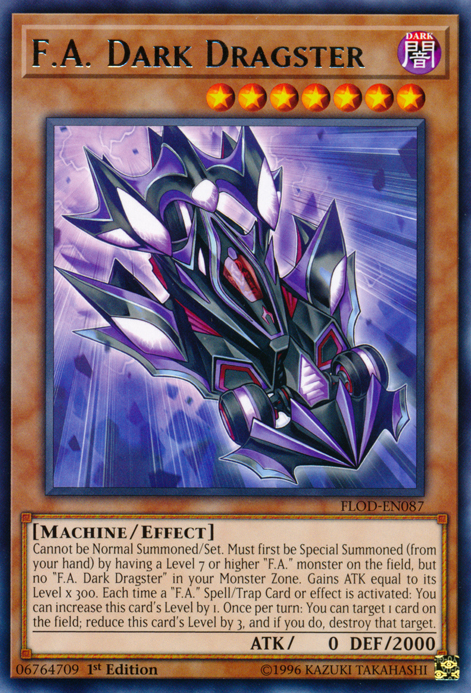 F.A. DARK DRAGSTER
DARK
闇
FLOD-EN087
[MACHINE/EFFECT]
Cannot be Normal Summoned/Set. Must first be Special Summoned (from
your hand) by having a Level 7 or higher "F.A." monster on the field, but
no "F.A. Dark Dragster" in your Monster Zone. Gains ATK equal to its
Level x 300. Each time a "F.A." Spell/Trap Card or effect is activated: You
can increase this card's Level by 1. Once per turn: You can target 1 card on
the field; reduce this card's Level by 3, and if you do, destroy that target.
ATK/ 0 DEF/2000
06764709 1st Edition ©1996 KAZUKI TAKAHASHI